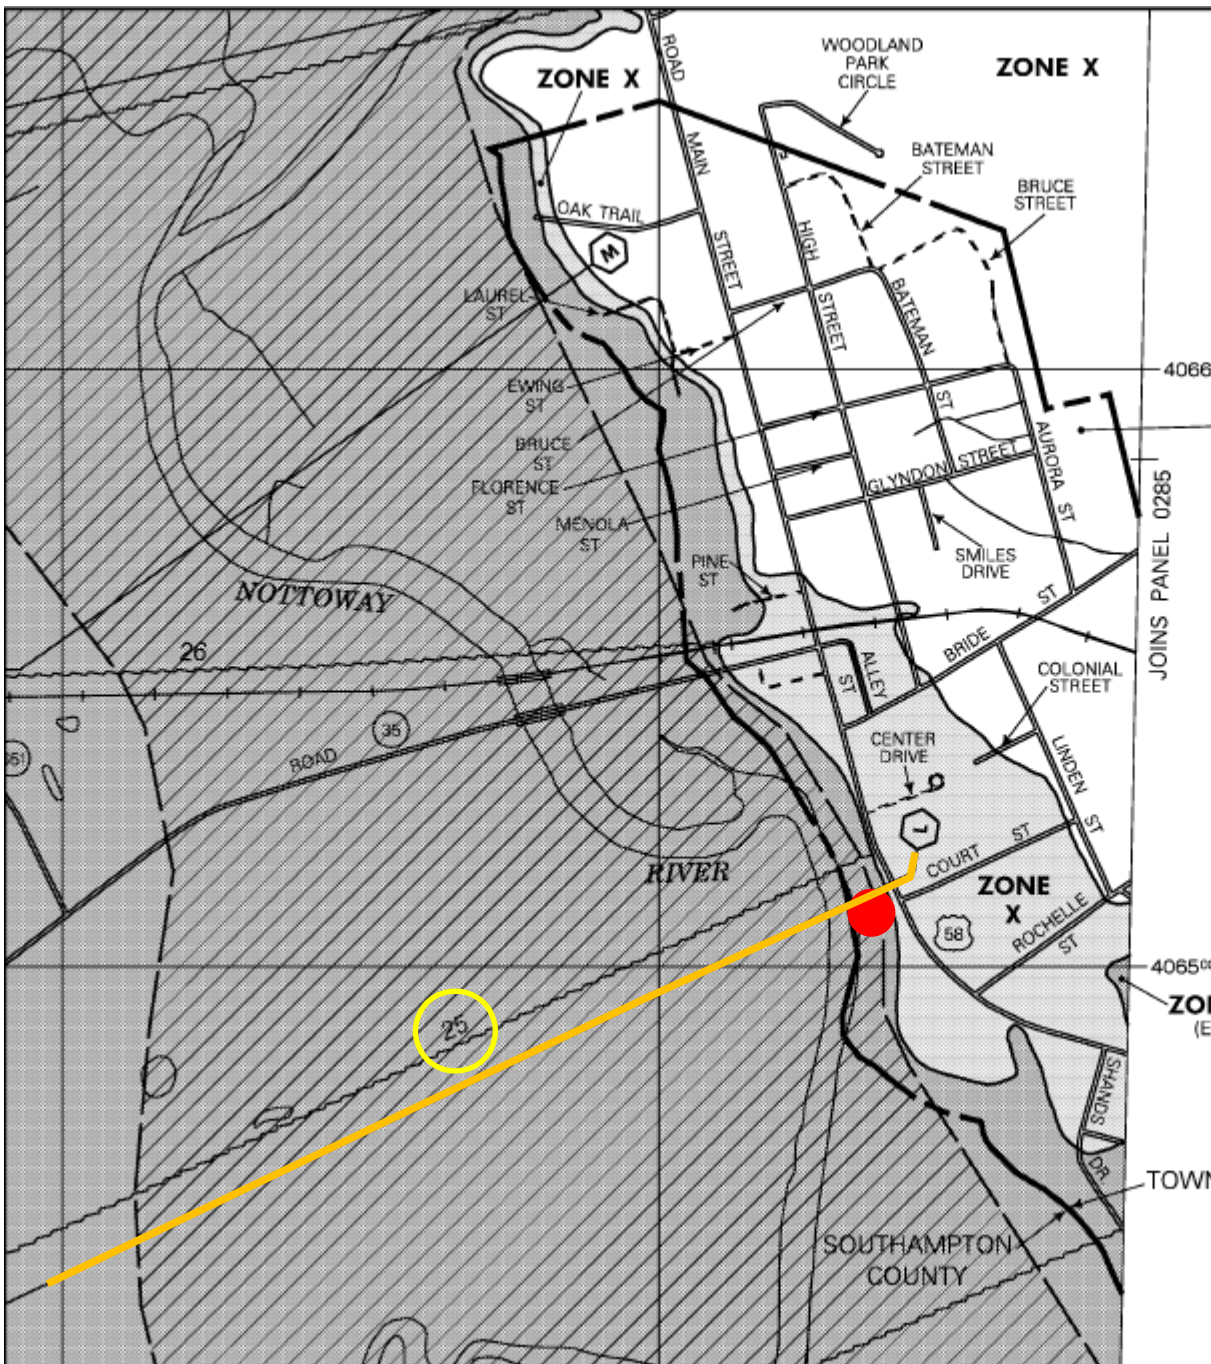 WOODLAND
PARK
CIRCLE
ZONE X
ZONE X
ROAD
MAIN
STREET
BATEMAN
STREET
BRUCE
STREET
OAK TRAIL
HIGH
STREET
M
LAUREL
ST
BATEMAN
ST
4066
EWING
ST
BRUCE
ST
FLORENCE
ST
MENOLA
ST
GLYNDON STREET
AURORA
ST
JOINS PANEL 0285
SMILES
DRIVE
PINE
ST
NOTTOWAY
26
BRIDE ST
ALLEY
ST
COLONIAL
STREET
35
ROAD
CENTER
DRIVE
LINDEN
ST
L
COURT ST
RIVER
ZONE
X
ROCHELLE
ST
58
4065
25
SHANDS
DR
SOUTHAMPTON
COUNTY